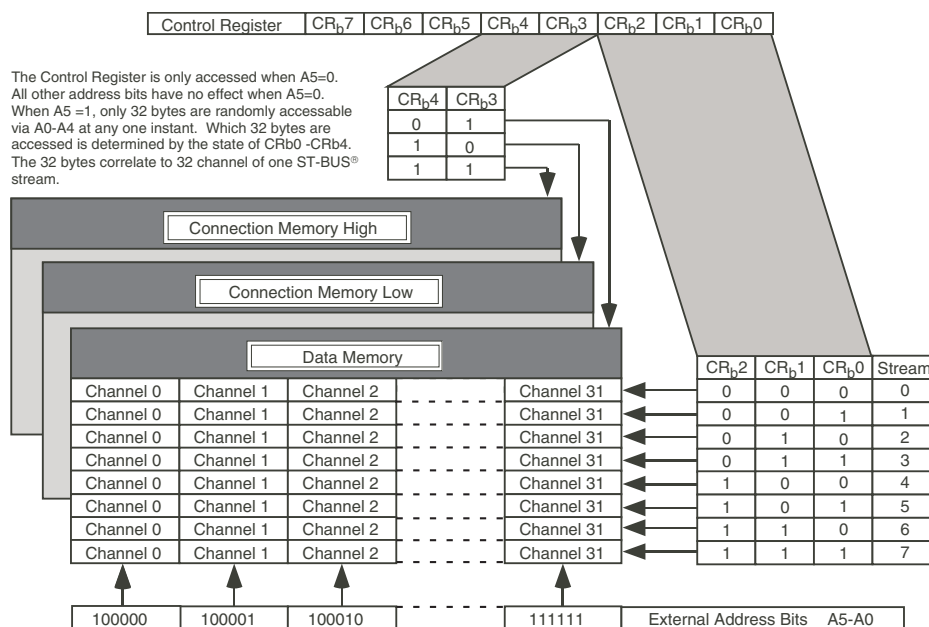 Control Register CRb7 CRb6 CRb5 CRb4 CRb3 CRb2 CRb1 CRb0
The Control Register is only accessed when A5=0.
All other address bits have no effect when A5=0.
When A5 =1, only 32 bytes are randomly accessable
via A0-A4 at any one instant. Which 32 bytes are
accessed is determined by the state of CRb0 -CRb4.
The 32 bytes correlate to 32 channel of one ST-BUS®
stream.
CRb4 CRb3
0 1
1 0
1 1
Connection Memory High
Connection Memory Low
Data Memory
CRb2 CRb1 CRb0 Stream
Channel 0 Channel 1 Channel 2 Channel 31 0 0 0 0
Channel 0 Channel 1 Channel 2 Channel 31 0 0 1 1
Channel 0 Channel 1 Channel 2 Channel 31 0 1 0 2
Channel 0 Channel 1 Channel 2 Channel 31 0 1 1 3
Channel 0 Channel 1 Channel 2 Channel 31 1 0 0 4
Channel 0 Channel 1 Channel 2 Channel 31 1 0 1 5
Channel 0 Channel 1 Channel 2 Channel 31 1 1 0 6
Channel 0 Channel 1 Channel 2 Channel 31 1 1 1 7
100000 100001 100010 111111 External Address Bits A5-A0